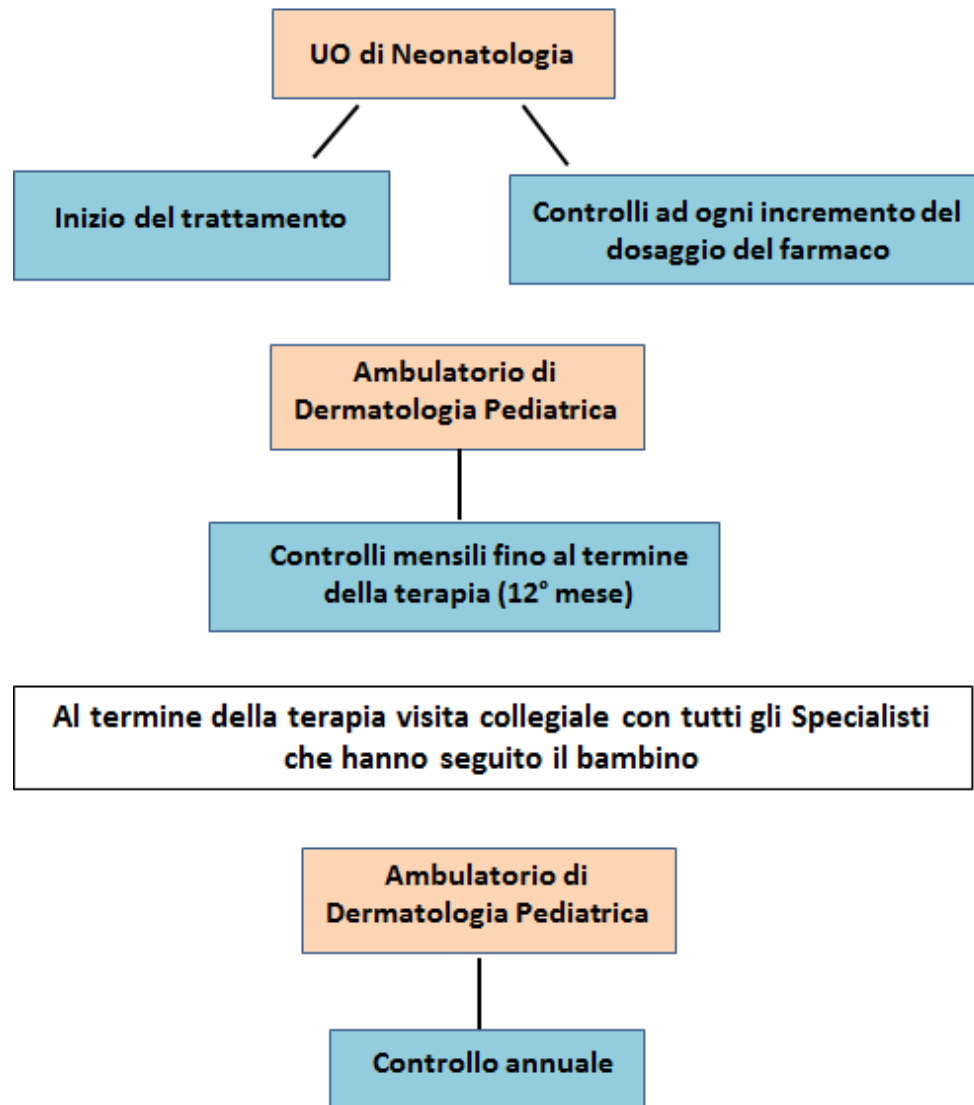 UO di Neonatologia
Inizio del trattamento
Controlli ad ogni incremento del
dosaggio del farmaco
Ambulatorio di
Dermatologia Pediatrica
Controlli mensili fino al termine
della terapia (12° mese)
Al termine della terapia visita collegiale con tutti gli Specialisti
che hanno seguito il bambino
Ambulatorio di
Dermatologia Pediatrica
Controllo annuale